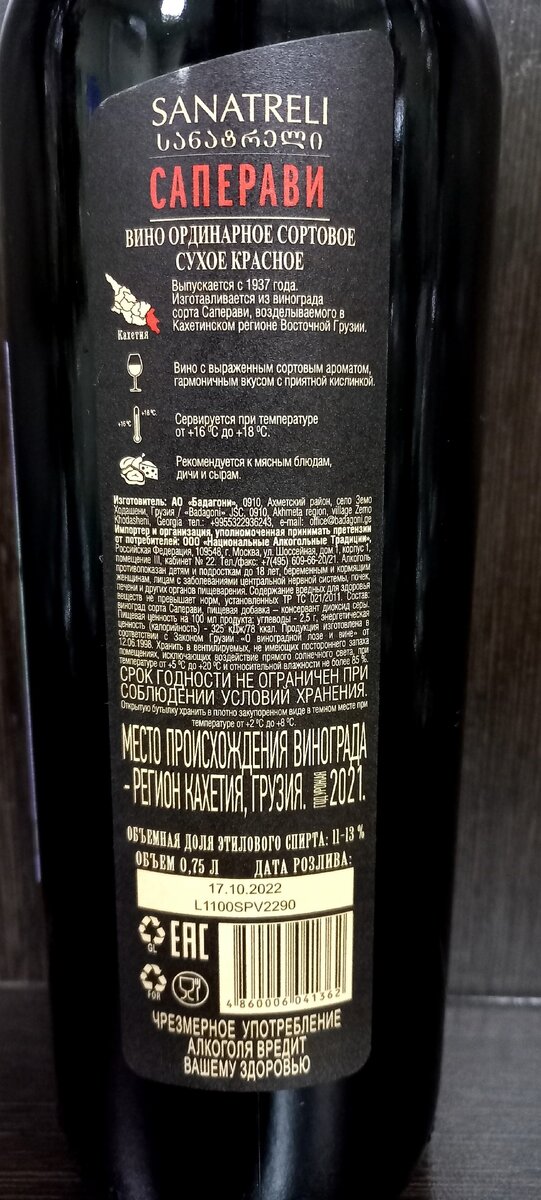 SANATRELI
სანატრელი
САПЕРАВИ
ВИНО ОРДИНАРНОЕ СОРТОВОЕ
СУХОЕ КРАСНОЕ
Выпускается с 1937 года.
Изготавливается из винограда
сорта Саперави, возделываемого в
Кахетинском регионе Восточной Грузии.
Кахетия
Вино с выраженным сортовым ароматом,
гармоничным вкусом с приятной кислинкой.
+16 °C
+18 °C
Сервируется при температуре
от +16 °C до +18 °C.
Рекомендуется к мясным блюдам,
дичи и сырам.
Изготовитель: АО «Бадагони», 0910, Ахметский район, село Земо
Ходашени, Грузия / «Badagoni» JSC, 0910, Akhmeta region, village Zemo
Khodasheni, Georgia тел.: +9955322936243, e-mail: office@badagoni.ge
Импортер и организация, уполномоченная принимать претензии
от потребителей: ООО «Национальные Алкогольные Традиции»,
Российская Федерация, 109548, г. Москва, ул. Шоссейная, дом 1, корпус 1,
помещение III, кабинет № 22. Тел./факс: +7(495) 609-66-20/21. Алкоголь
противопоказан детям и подросткам до 18 лет, беременным и кормящим
женщинам, лицам с заболеваниями центральной нервной системы, почек,
печени и других органов пищеварения. Содержание вредных для здоровья
веществ не превышает норм, установленных ТР ТС 021/2011. Состав:
виноград сорта Саперави, пищевая добавка – консервант диоксид серы.
Пищевая ценность на 100 мл продукта: углеводы - 2,5 г, энергетическая
ценность (калорийность) - 325 кДж/78 ккал. Продукция изготовлена в
соответствии с Законом Грузии «О виноградной лозе и вине» от
12.06.1998. Хранить в вентилируемых, не имеющих постороннего запаха
помещениях, исключающих воздействие прямого солнечного света, при
температуре от +5 °C до +20 °C и относительной влажности не более 85 %.
СРОК ГОДНОСТИ НЕ ОГРАНИЧЕН ПРИ
СОБЛЮДЕНИИ УСЛОВИЙ ХРАНЕНИЯ.
Открытую бутылку хранить в плотно закупоренном виде в темном месте при
температуре от +2 °C до +8 °C.
МЕСТО ПРОИСХОЖДЕНИЯ ВИНОГРАДА
- РЕГИОН КАХЕТИЯ, ГРУЗИЯ. ГОД УРОЖАЯ 2021.
ОБЪЕМНАЯ ДОЛЯ ЭТИЛОВОГО СПИРТА: 11-13 %
ОБЪЕМ 0,75 Л ДАТА РОЗЛИВА:
17.10.2022
L1100SPV2290
GL
EAC
FOR
4 860006 041362
ЧРЕЗМЕРНОЕ УПОТРЕБЛЕНИЕ
АЛКОГОЛЯ ВРЕДИТ
ВАШЕМУ ЗДОРОВЬЮ